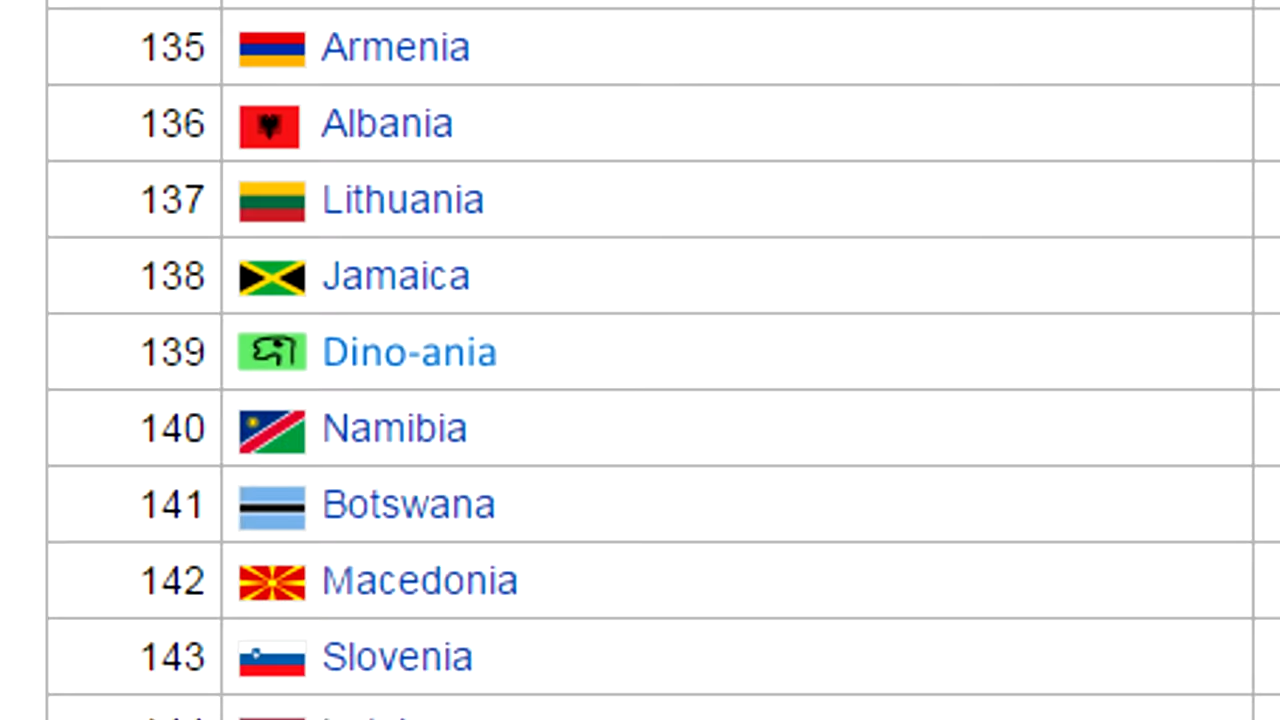 135 Armenia
136 Albania
137 Lithuania
138 Jamaica
139 Dino-ania
140 Namibia
141 Botswana
142 Macedonia
143 Slovenia